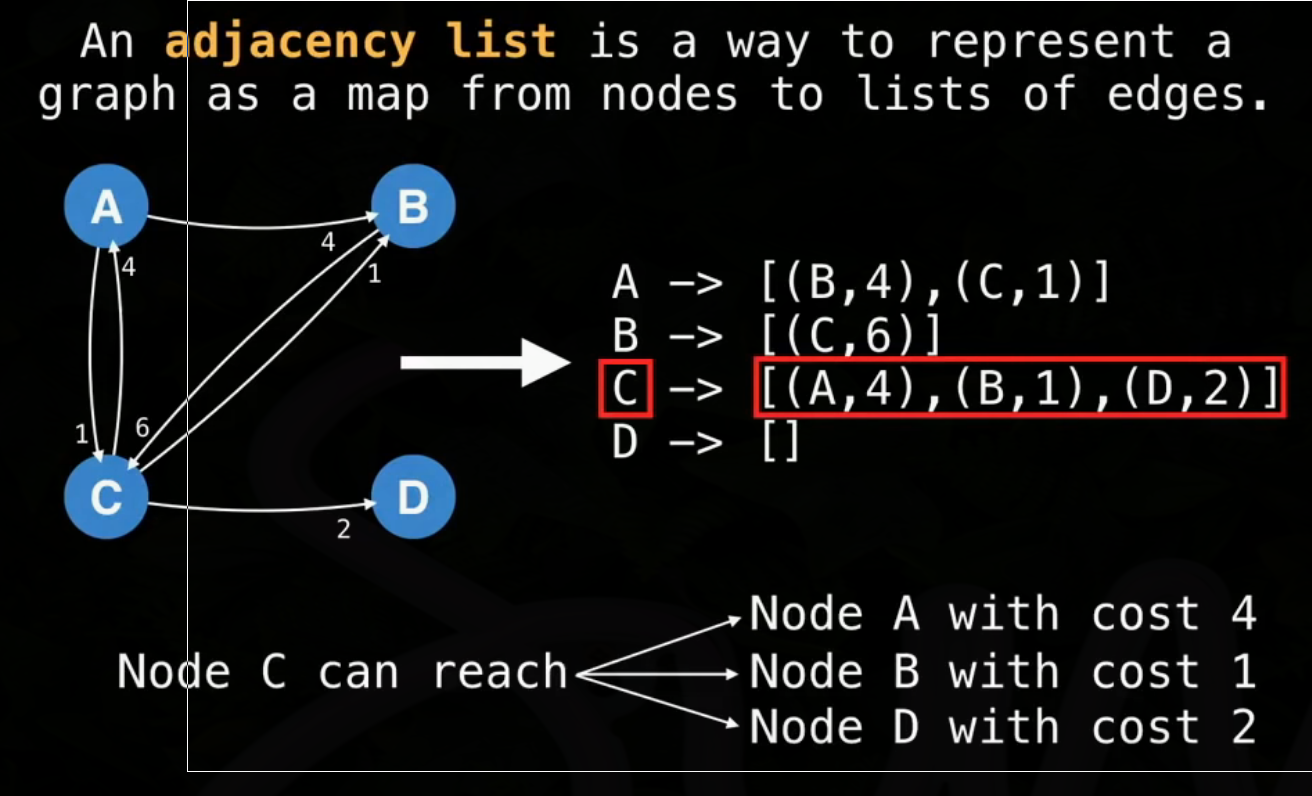 An adjacency list is a way to represent a
graph as a map from nodes to lists of edges.
A
B
4
4
1
A -> [(B,4),(C,1)]
B -> [(C,6)]
C -> [(A,4),(B,1),(D,2)]
D -> []
1
6
C
D
2
Node C can reach
Node A with cost 4
Node B with cost 1
Node D with cost 2